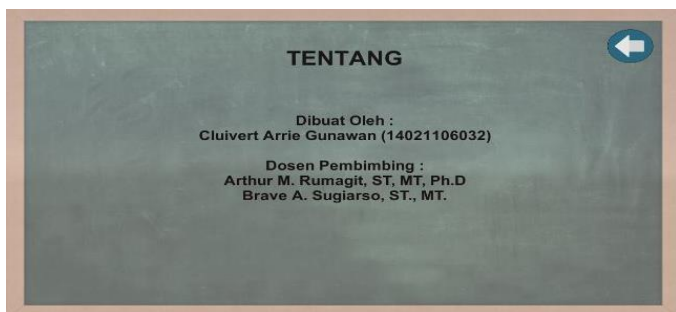 TENTANG
Dibuat Oleh :
Cluivert Arrie Gunawan (14021106032)
Dosen Pembimbing :
Arthur M. Rumagit, ST, MT, Ph.D
Brave A. Sugiarso, ST., MT.